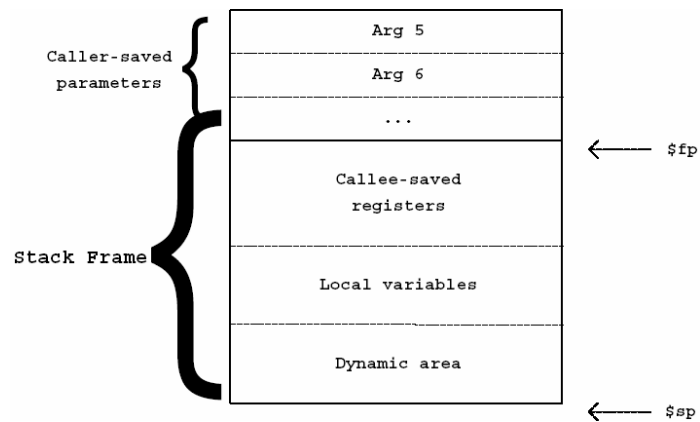 Arg 5
Caller-saved
parameters
Arg 6
...
$fp
Callee-saved
registers
Stack Frame
Local variables
Dynamic area
$sp